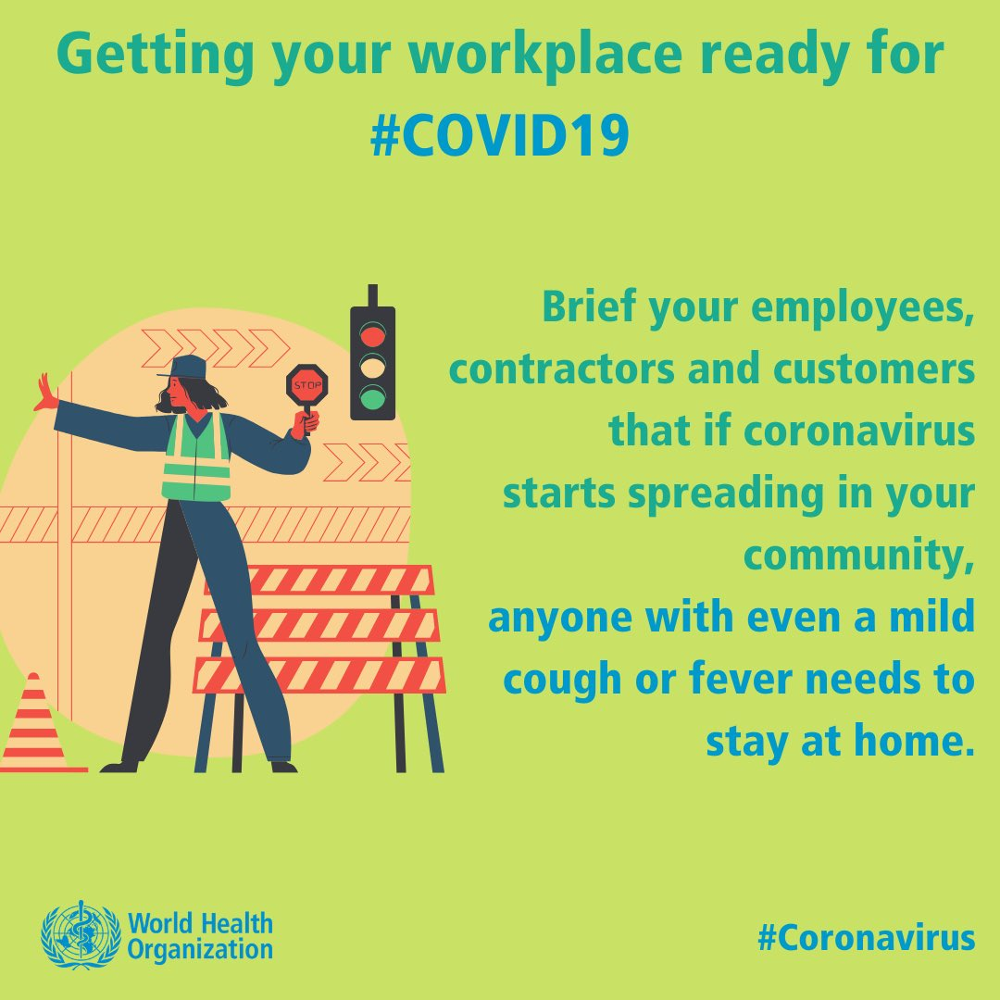 Getting your workplace ready for
#COVID19
STOP
Brief your employees,
contractors and customers
that if coronavirus
starts spreading in your
community,
anyone with even a mild
cough or fever needs to
stay at home.
World Health
Organization
#Coronavirus